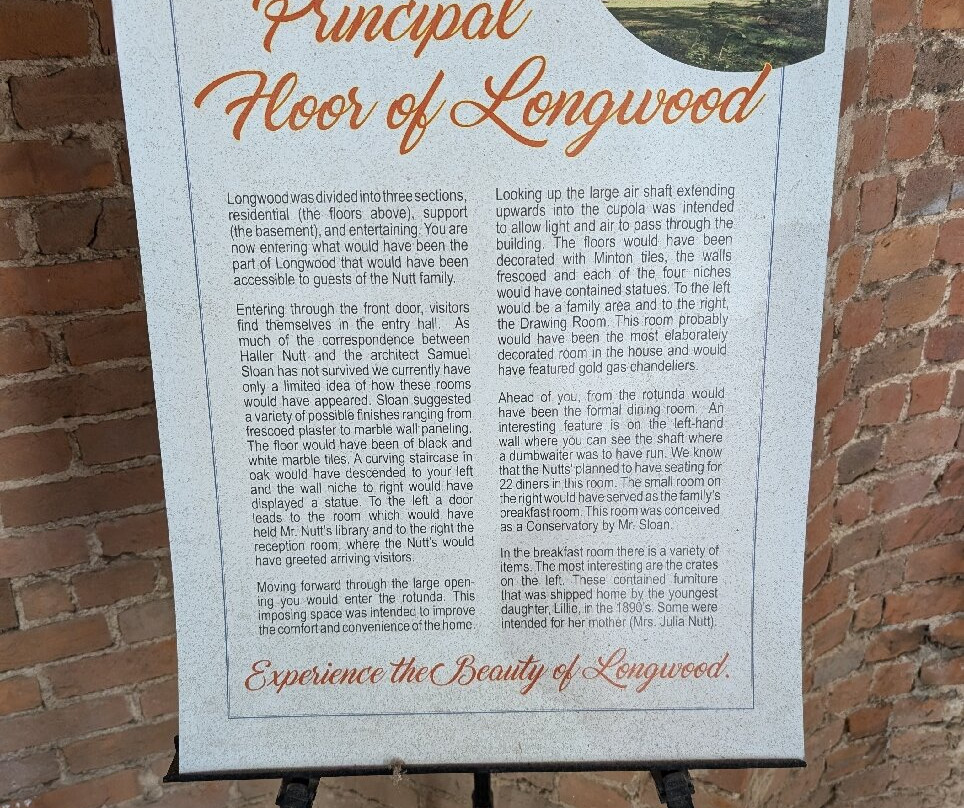 Principal
Floor of Longwood
Longwood was divided into three sections,
residential (the floors above), support
(the basement), and entertaining. You are
now entering what would have been the
part of Longwood that would have been
accessible to guests of the Nutt family.
Entering through the front door, visitors
find themselves in the entry hall. As
much of the correspondence between
Haller Nutt and the architect Samuel
Sloan has not survived we currently have
only a limited idea of how these rooms
would have appeared. Sloan suggested
a variety of possible finishes ranging from
frescoed plaster to marble wall paneling.
The floor would have been of black and
white marble tiles. A curving staircase in
oak would have descended to your left
and the wall niche to right would have
displayed a statue. To the left a door
leads to the room which would have
held Mr. Nutt's library and to the right the
reception room, where the Nutt's would
have greeted arriving visitors.
Moving forward through the large open-
ing you would enter the rotunda. This
imposing space was intended to improve
the comfort and convenience of the home.
Looking up the large air shaft extending
upwards into the cupola was intended
to allow light and air to pass through the
building. The floors would have been
decorated with Minton tiles, the walls
frescoed and each of the four niches
would have contained statues. To the left
would be a family area and to the right,
the Drawing Room. This room probably
would have been the most elaborately
decorated room in the house and would
have featured gold gas chandeliers.
Ahead of you, from the rotunda would
have been the formal dining room. An
interesting feature is on the left-hand
wall where you can see the shaft where
a dumbwaiter was to have run. We know
that the Nutts' planned to have seating for
22 diners in this room. The small room on
the right would have served as the family's
breakfast room. This room was conceived
as a Conservatory by Mr. Sloan.
In the breakfast room there is a variety of
items. The most interesting are the crates
on the left. These contained furniture
that was shipped home by the youngest
daughter, Lillie, in the 1890's. Some were
intended for her mother (Mrs. Julia Nutt).
Experience the Beauty of Longwood.